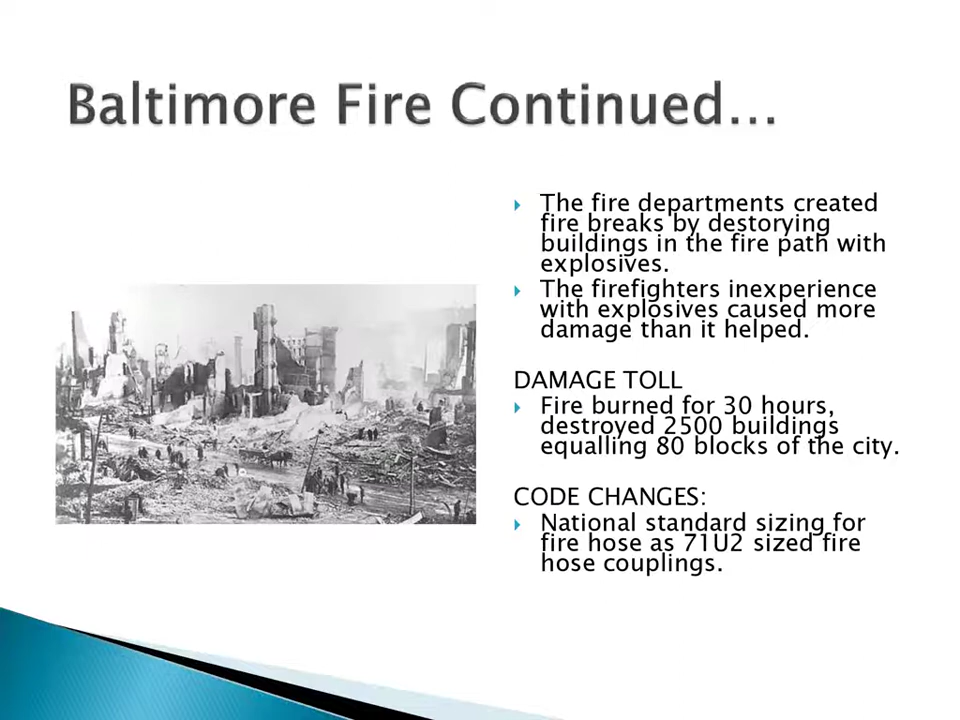 Baltimore Fire Continued...
The fire departments created
fire breaks by destorying
buildings in the fire path with
explosives.
The firefighters inexperience
with explosives caused more
damage than it helped.
DAMAGE TOLL
Fire burned for 30 hours,
destroyed 2500 buildings
equalling 80 blocks of the city.
CODE CHANGES:
National standard sizing for
fire hose as 71U2 sized fire
hose couplings.